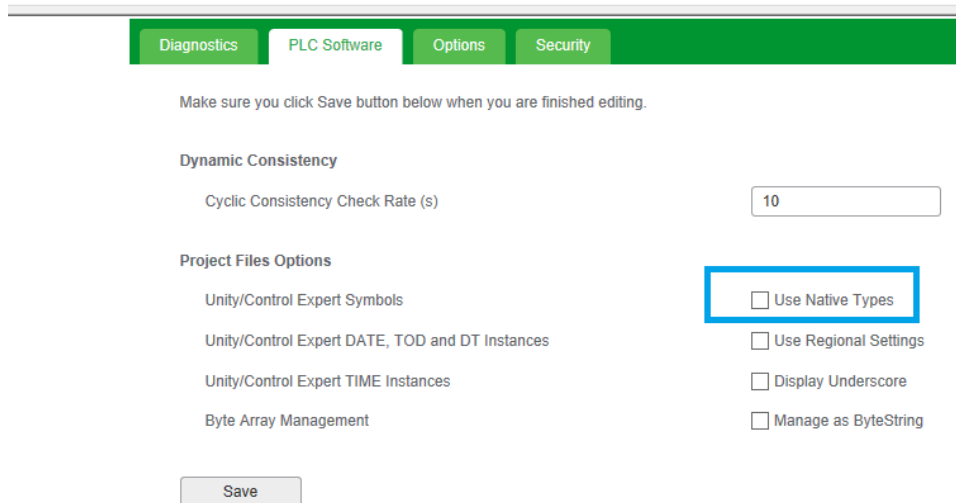 Diagnostics PLC Software Options Security
Make sure you click Save button below when you are finished editing.
Dynamic Consistency
Cyclic Consistency Check Rate (s) 10
Project Files Options
Unity/Control Expert Symbols Use Native Types
Unity/Control Expert DATE, TOD and DT Instances Use Regional Settings
Unity/Control Expert TIME Instances Display Underscore
Byte Array Management Manage as ByteString
Save